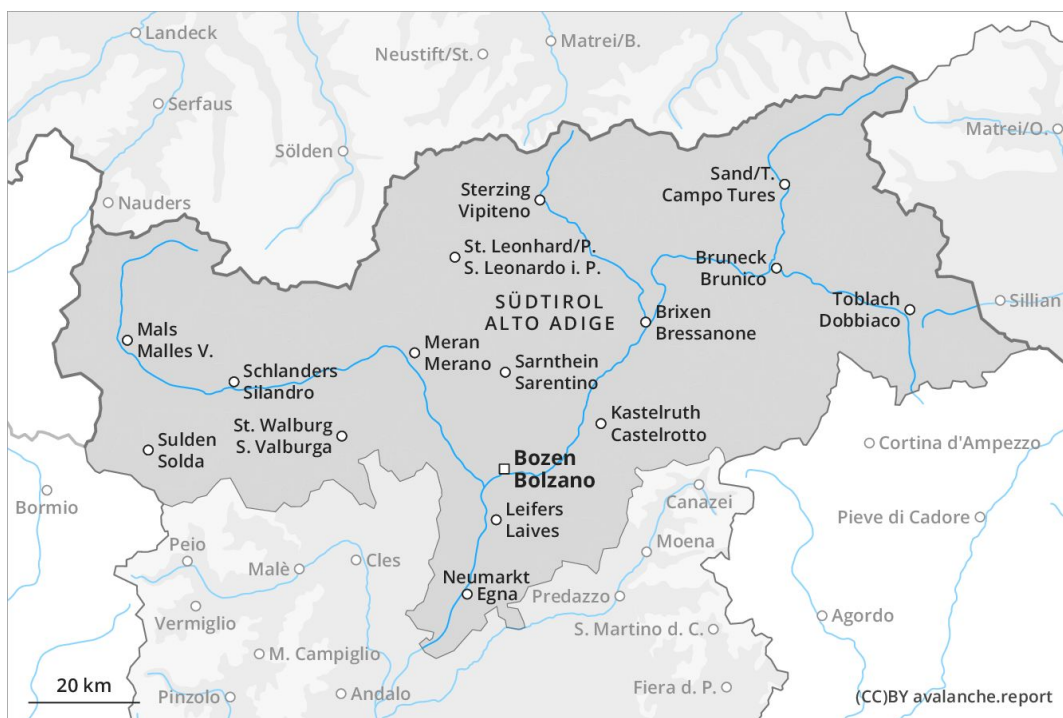 Landeck
Neustift/St.
Matrei/B.
Serfaus
Matrei/O.
Sölden
Sand/T.
Campo Tures
Sterzing
Vipiteno
Nauders
St. Leonhard/P.
S. Leonardo i. P.
Bruneck
Brunico
SÜDTIROL
ALTO ADIGE
Toblach
Dobbiaco
Sillian
Brixen
Bressanone
Mals
Malles V.
Meran
Merano
Sarnthein
Sarentino
Schlanders
Silandro
Kastelruth
Castelrotto
St. Walburg
S. Valburga
Sulden
Solda
Cortina d'Ampezzo
Bozen
Bolzano
Bormio
Canazei
Leifers
Laives
Pieve di Cadore
Peio
Cles
Moena
Malè
Neumarkt
Egna
Predazzo
Vermiglio
Agordo
S. Martino d. C.
M. Campiglio
20 km
Pinzolo
Andalo
Fiera d. P.
(CC)BY avalanche.report